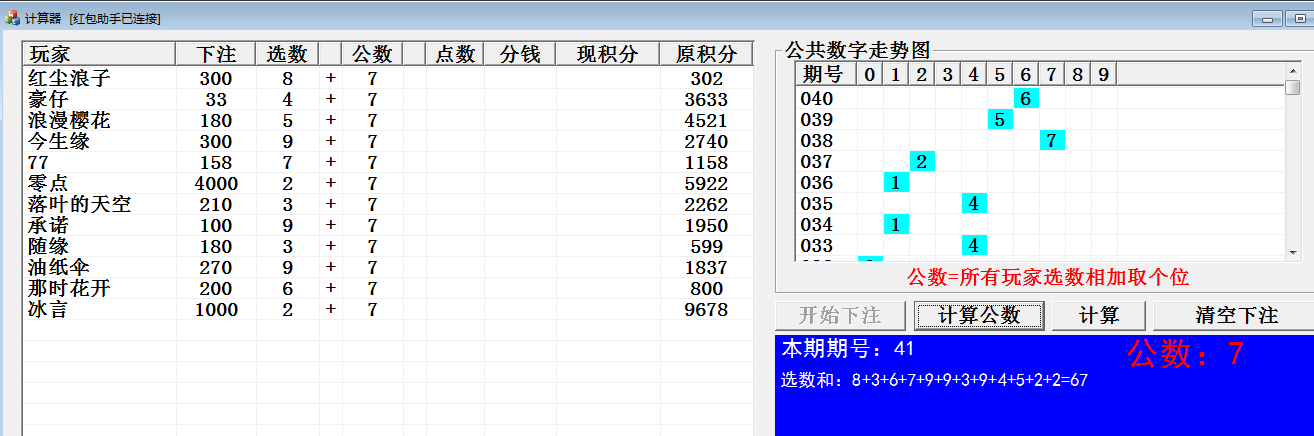 计算器 [红包助手已连接]
玩家 下注 选数 公数 点数 分钱 现积分 原积分
红尘浪子 300 8 + 7 302
豪仔 33 4 + 7 3633
浪漫樱花 180 5 + 7 4521
今生缘 300 9 + 7 2740
77 158 7 + 7 1158
零点 4000 2 + 7 5922
落叶的天空 210 3 + 7 2262
承诺 100 9 + 7 1950
随缘 180 3 + 7 599
油纸伞 270 9 + 7 1837
那时花开 200 6 + 7 800
冰言 1000 2 + 7 9678
公共数字走势图
期号 0 1 2 3 4 5 6 7 8 9
040 6
039 5
038 7
037 2
036 1
035 4
034 1
033 4
公数=所有玩家选数相加取个位
开始下注 计算公数 计算 清空下注
本期期号：41 公数：7
选数和：8+3+6+7+9+9+3+9+4+5+2+2=67